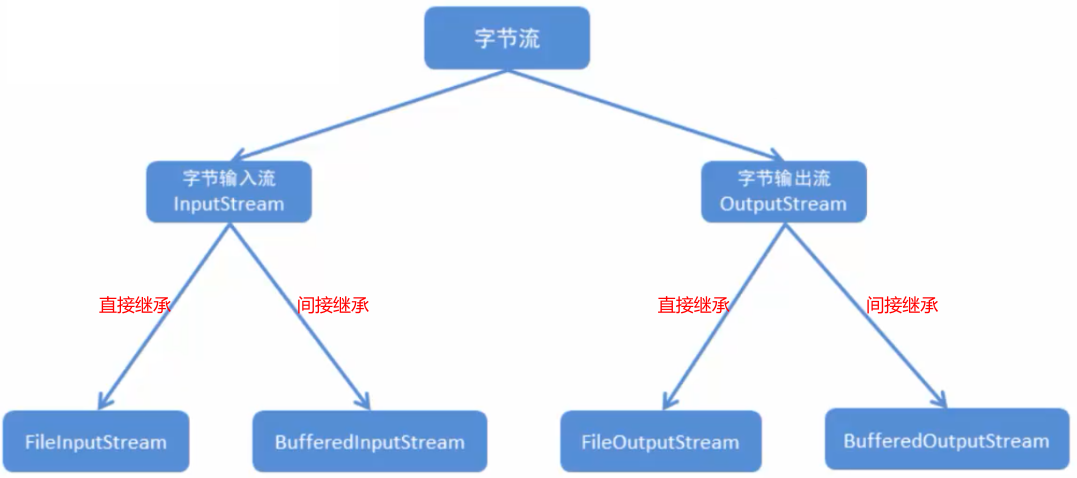 字节流
字节输入流
InputStream
字节输出流
OutputStream
直接继承
间接继承
直接继承
间接继承
FileInputStream
BufferedInputStream
FileOutputStream
BufferedOutputStream